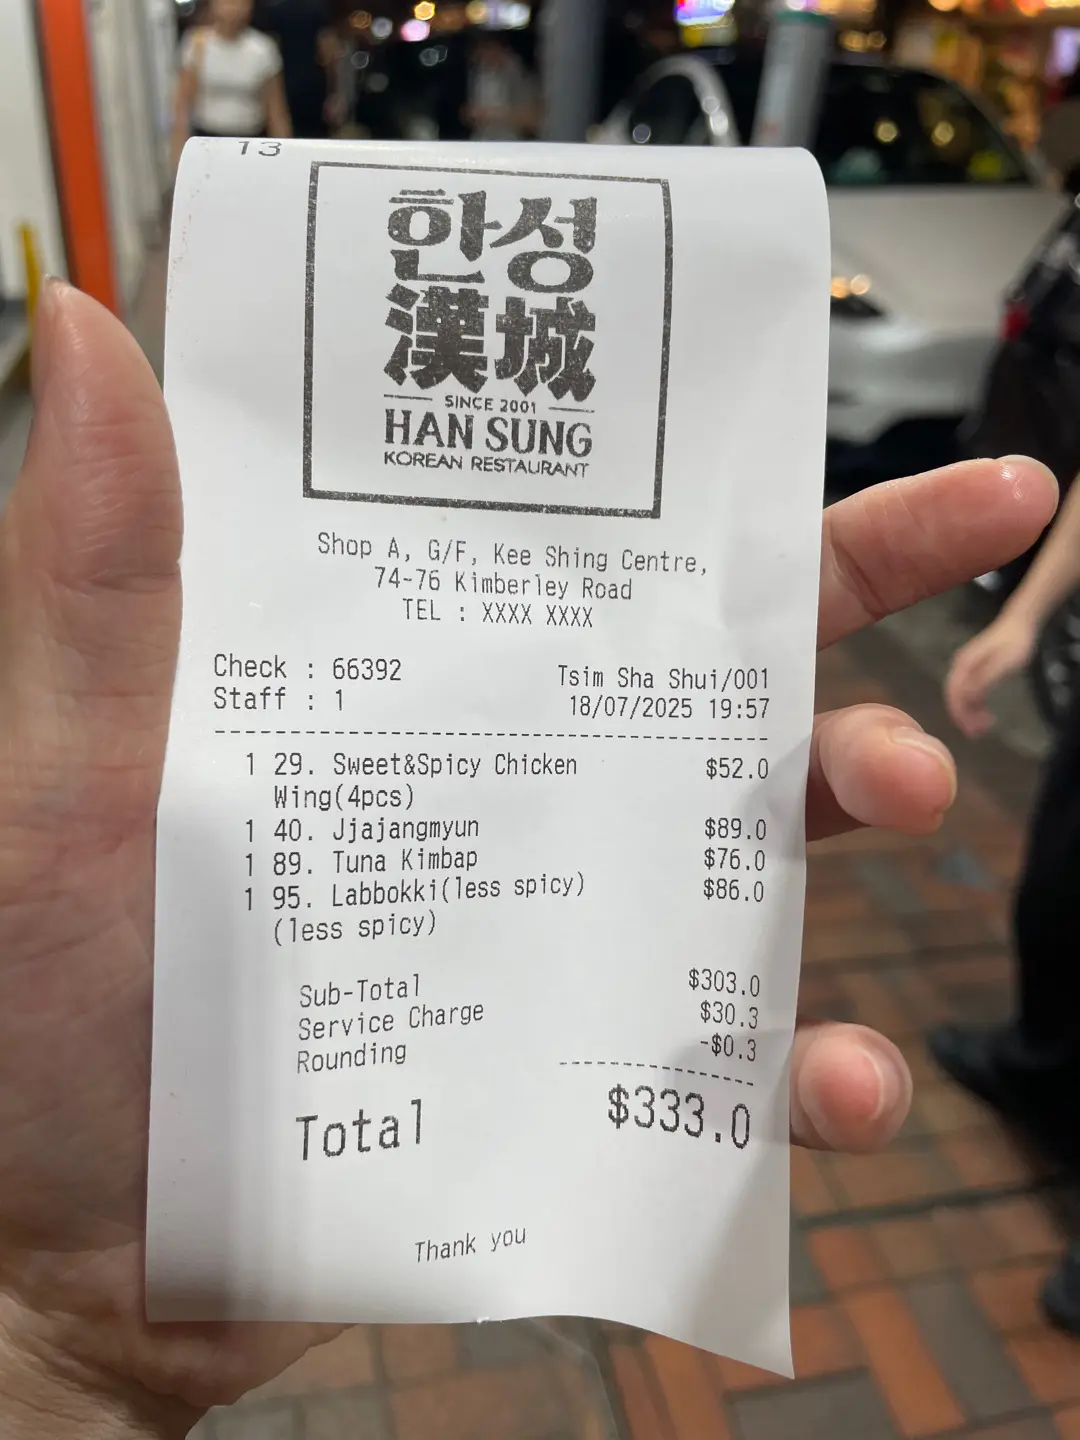 13
한성
漢城
SINCE 2001
HAN SUNG
KOREAN RESTAURANT
Shop A, G/F, Kee Shing Centre,
74-76 Kimberley Road
TEL : XXXX XXXX
Check : 66392 Tsim Sha Shui/001
Staff : 1 18/07/2025 19:57
1 29. Sweet&Spicy Chicken $52.0
Wing(4pcs)
1 40. Jjajangmyun $89.0
1 89. Tuna Kimbap $76.0
1 95. Labbokki(less spicy) $86.0
(less spicy)
Sub-Total $303.0
Service Charge $30.3
Rounding -$0.3
Total $333.0
Thank you